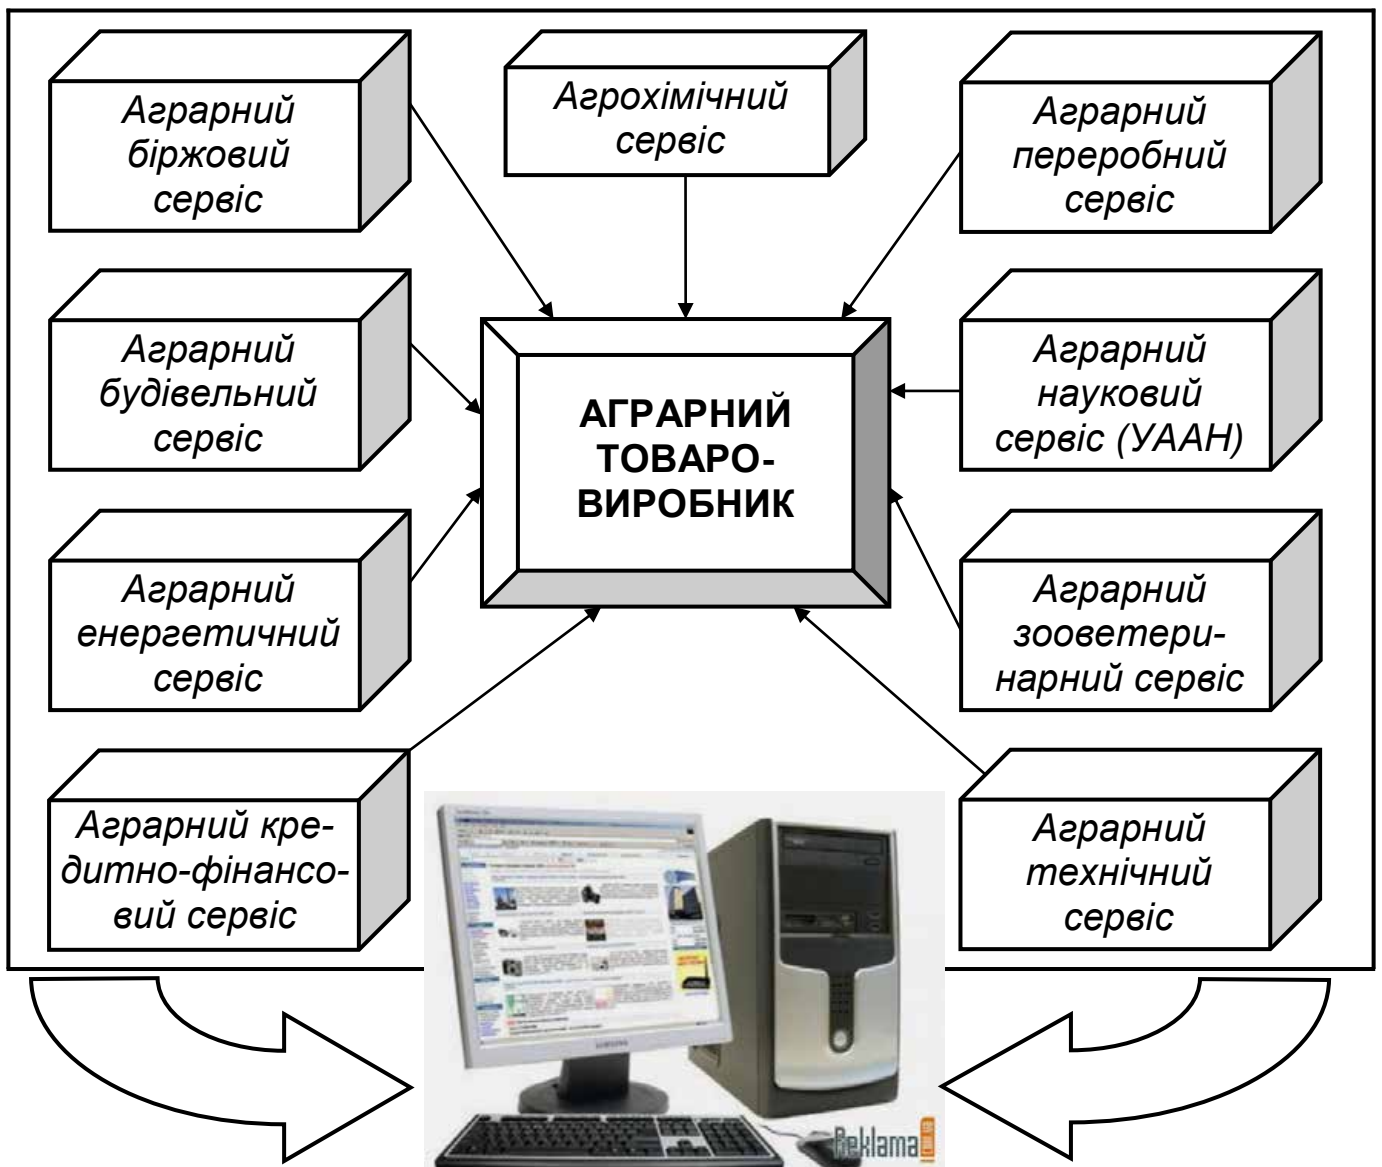 Аграрний
біржовий
сервіс
Агрохімічний
сервіс
Аграрний
переробний
сервіс
Аграрний
будівельний
сервіс
АГРАРНИЙ
ТОВАРО-
ВИРОБНИК
Аграрний
науковий
сервіс (УААН)
Аграрний
енергетичний
сервіс
Аграрний
зооветери-
нарний сервіс
Аграрний кре-
дитно-фінансо-
вий сервіс
Аграрний
технічний
сервіс
SAMSUNG
Reklama